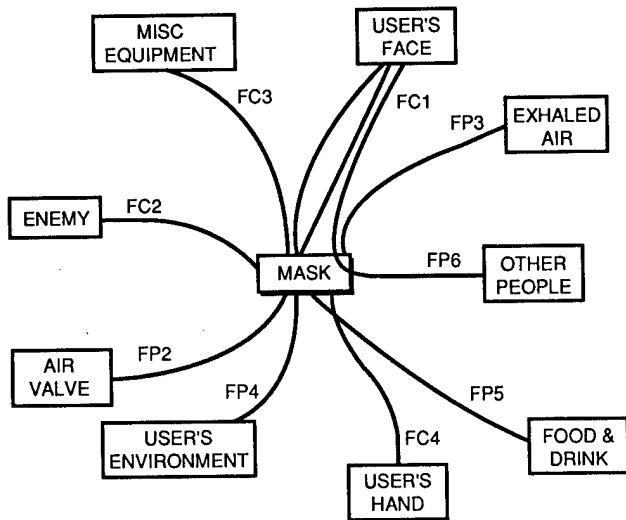 MISC
EQUIPMENT
USER'S
FACE
FC3
FC1
FP3
EXHALED
AIR
ENEMY
FC2
MASK
FP6
OTHER
PEOPLE
AIR
VALVE
FP2
FP4
FP5
USER'S
ENVIRONMENT
FC4
FOOD &
DRINK
USER'S
HAND